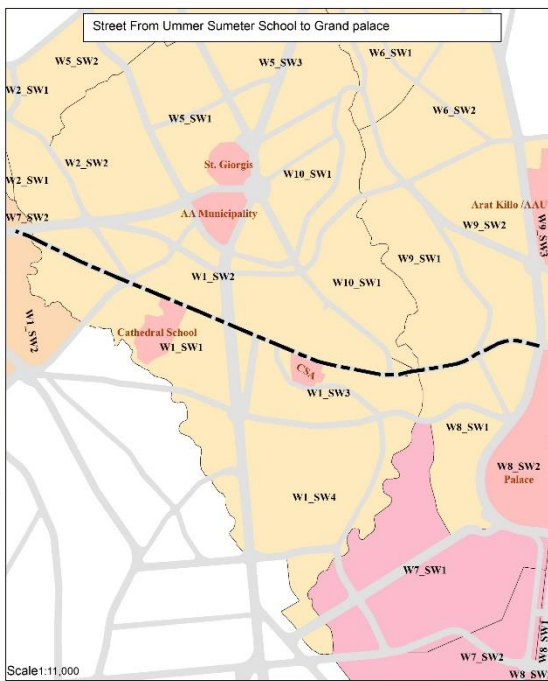 Street From Ummer Sumeter School to Grand palace
W6_SW1
W5_SW2
W5_SW3
W2_SW1
W6_SW2
W5_SW1
W2_SW2
St. Giorgis
W10_SW1
W2_SW1
Arat Killo /AAU
W7_SW2
AA Municipality
W9_SW2
W9_SW3
W9_SW1
W1_SW2
W10_SW1
Cathedral School
W1_SW2
W1_SW1
CSA
W1_SW3
W8_SW1
W8_SW2
Palace
W1_SW4
W7_SW1
W8_SW1
W7_SW2
Scale1:11,000